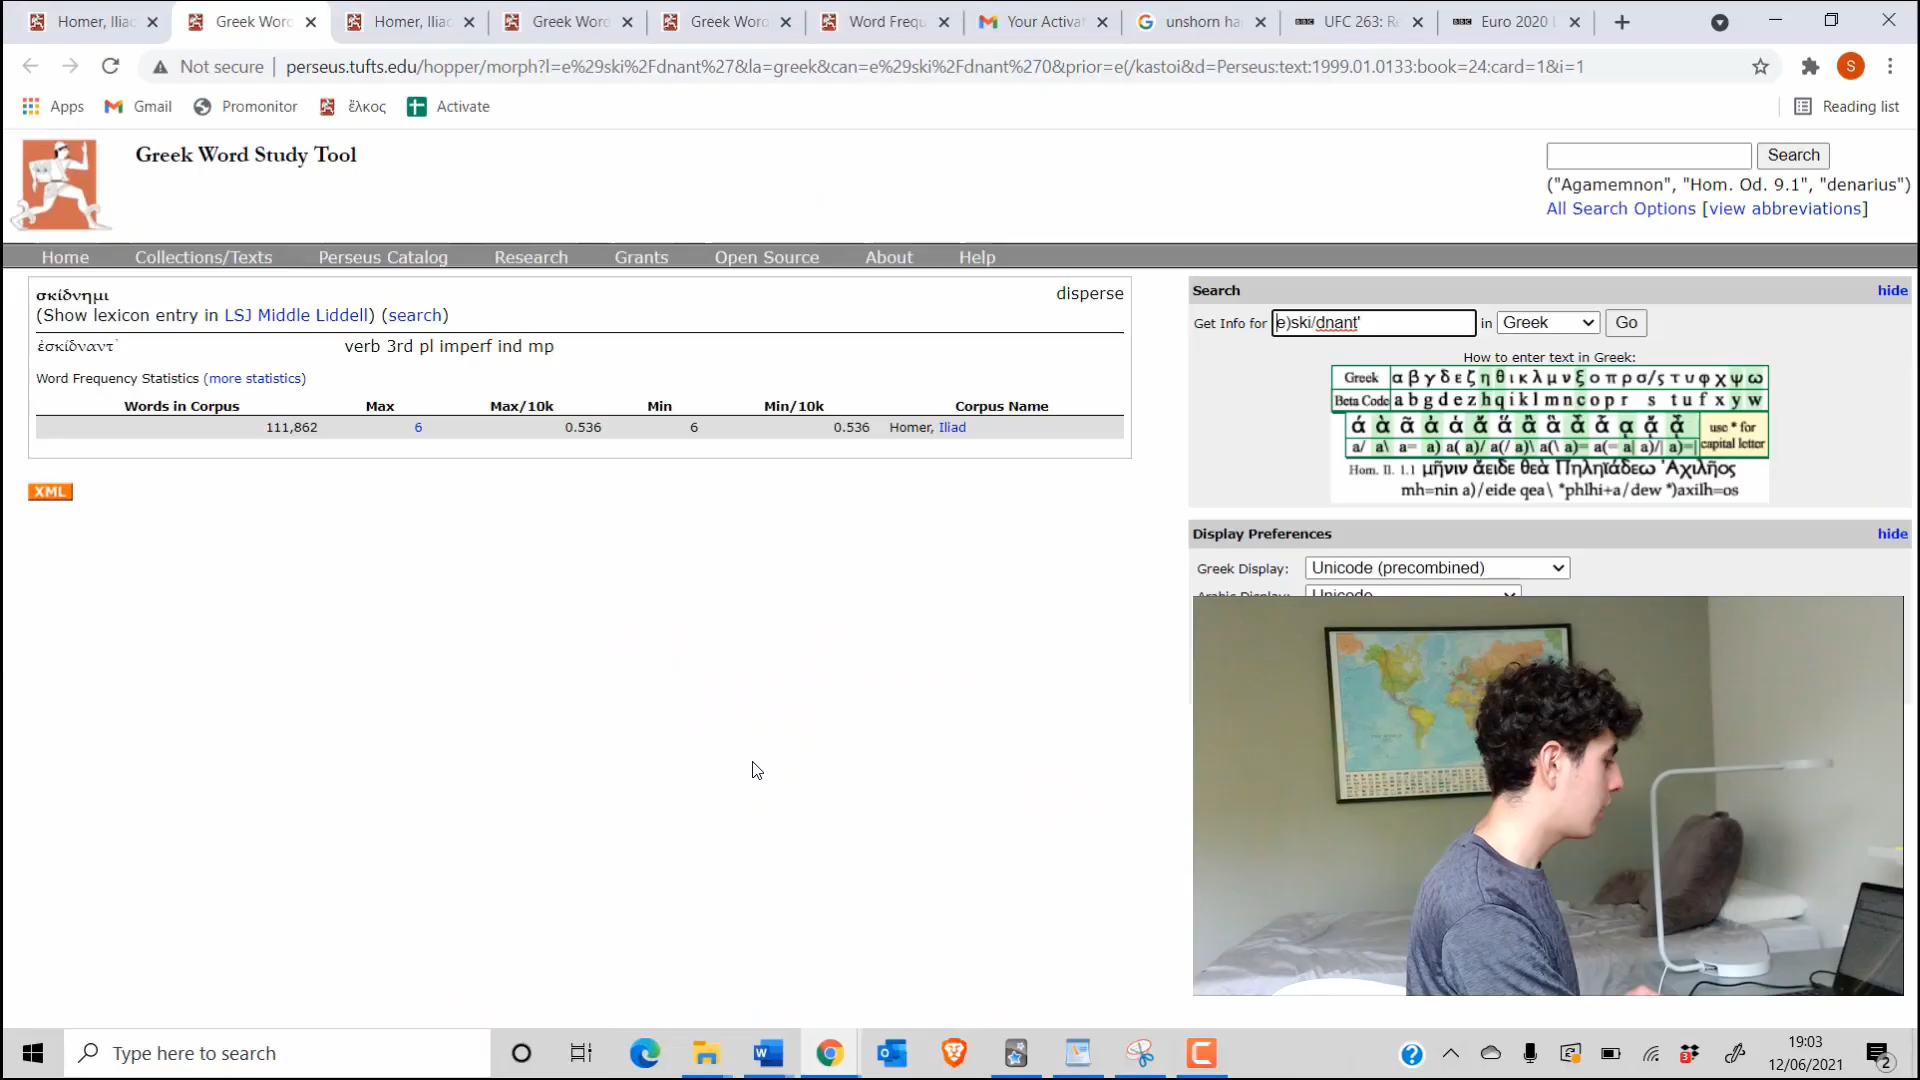 Homer, Iliad
Greek Word
Homer, Iliad
Greek Word
Greek Word
Word Frequ
Your Activat
unshorn ha
UFC 263: R
Euro 2020
Not secure
perseus.tufts.edu/hopper/morph?l=e%29ski%2Fdnant%27&la=greek&can=e%29ski%2Fdnant%270&prior=e(/kastoi&d=Perseus:text:1999.01.0133:book=24:card=1&i=1
S
Apps
Gmail
Promonitor
ἕλκος
Activate
Reading list
Greek Word Study Tool
Search
("Agamemnon", "Hom. Od. 9.1", "denarius")
All Search Options [view abbreviations]
Home Collections/Texts Perseus Catalog Research Grants Open Source About Help
σκίδνημι
disperse
(Show lexicon entry in LSJ Middle Liddell) (search)
ἐσκίδναντ᾽ verb 3rd pl imperf ind mp
Word Frequency Statistics (more statistics)
Words in Corpus Max Max/10k Min Min/10k Corpus Name
111,862 6 0.536 6 0.536 Homer, Iliad
XML
Search
hide
Get Info for e)ski/dnant' in Greek Go
How to enter text in Greek:
Greek α β γ δ ε ζ η θ ι κ λ μ ν ξ ο π ρ σ/ς τ υ φ χ ψ ω
Beta Code a b g d e z h q i k l m n c o p r s t u f x y w
ά ὰ ᾶ ἀ ἁ ἄ ἅ ἂ ἃ ἆ ἇ ᾳ ᾄ ᾆ use * for
a/ a\ a= a) a( a)/ a(/ a)\ a(\ a)= a(= a| a)/| a)=| capital letter
Hom. Il. 1.1 μῆνιν ἄειδε θεὰ Πηληϊάδεω Ἀχιλῆος
mh=nin a)/eide qea\ *phlhi+a/dew *)axilh=os
Display Preferences
hide
Greek Display: Unicode (precombined)
Arabic Display: Unicode
Type here to search
19:03
12/06/2021
2